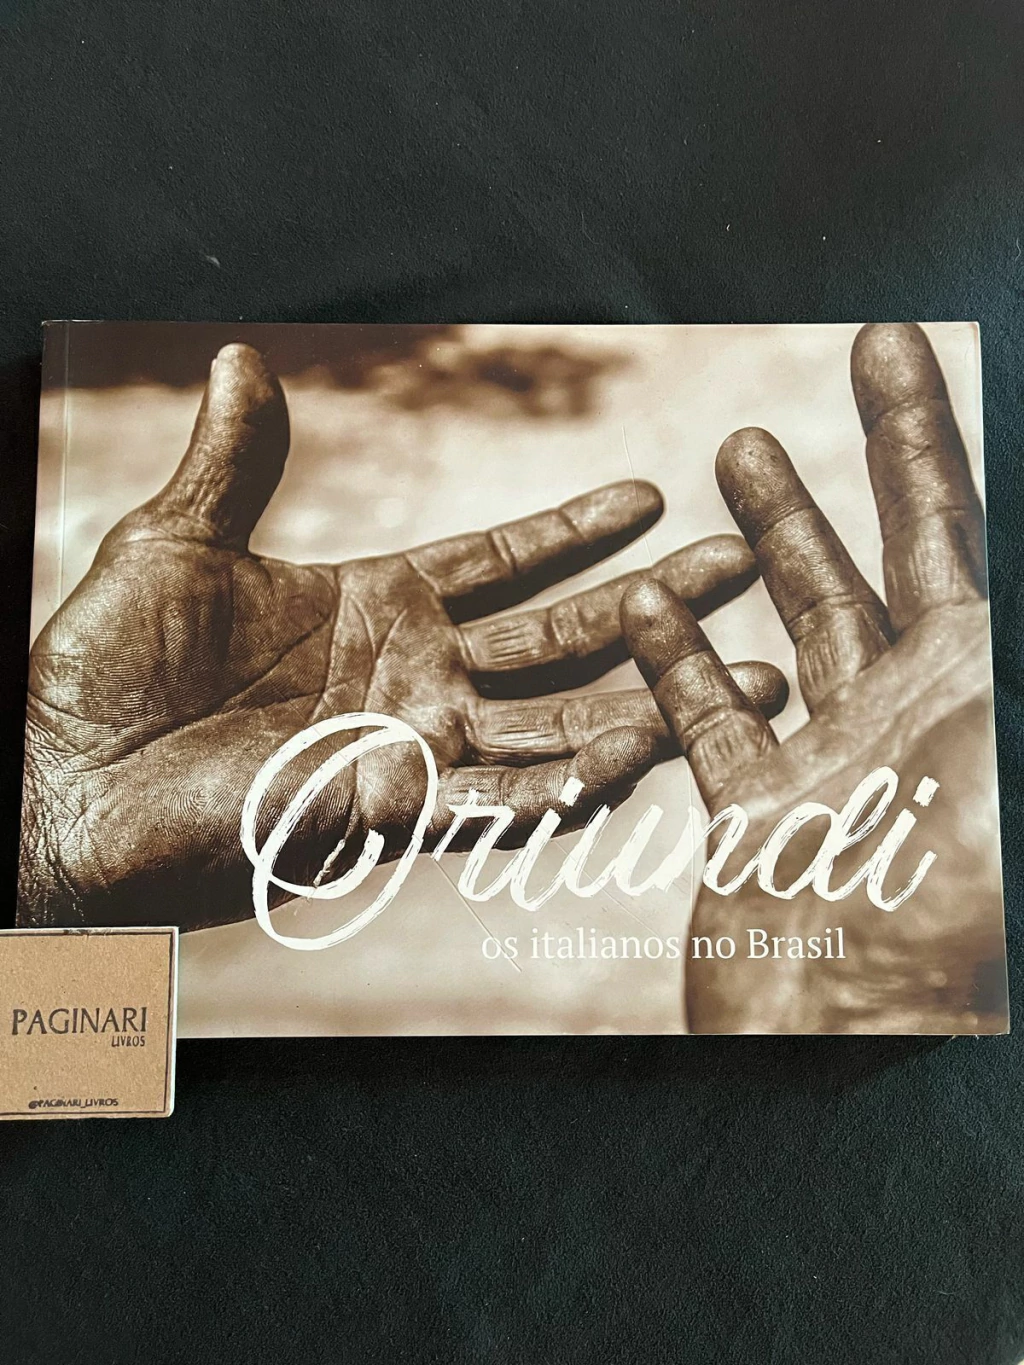 Oriundi
os italianos no Brasil
PAGINARI
LIVROS
@PAGINARI_LIVROS